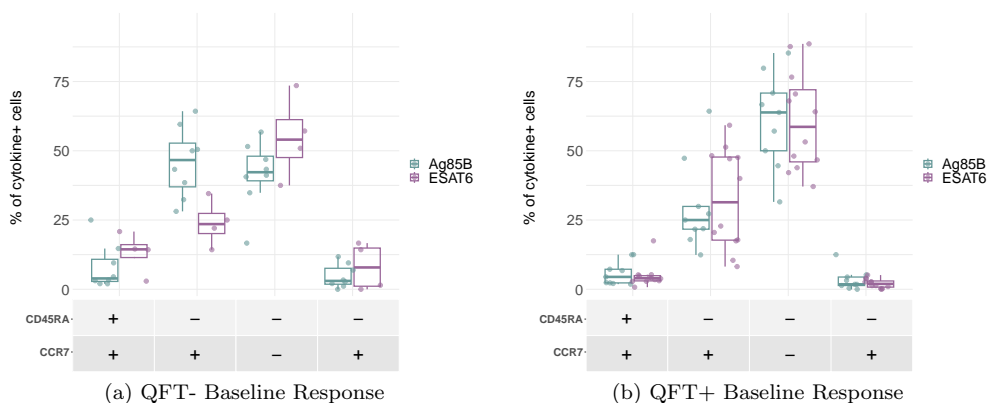 % of cytokine+ cells
75
50
25
0
Ag85B
ESAT6
CD45RA
+ − − −
CCR7
+ + − +
(a) QFT- Baseline Response
% of cytokine+ cells
75
50
25
0
Ag85B
ESAT6
CD45RA
+ − − −
CCR7
+ + − +
(b) QFT+ Baseline Response